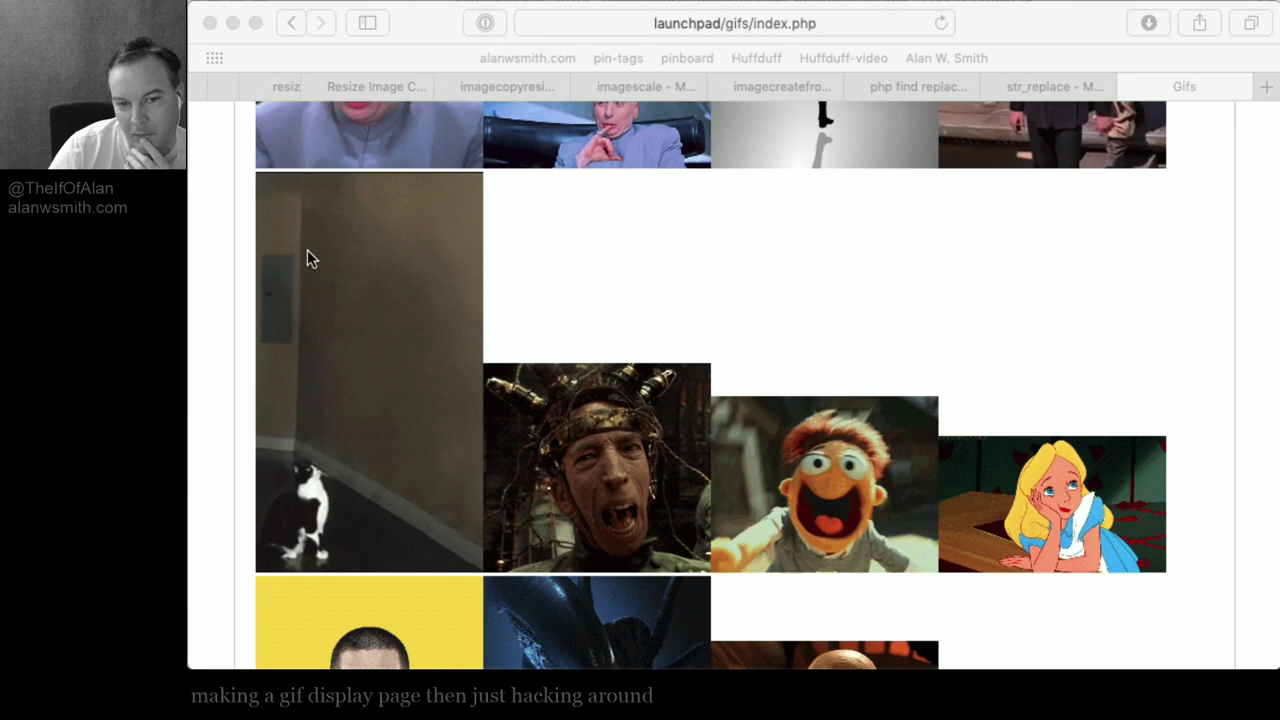 launchpad/gifs/index.php
alanwsmith.com pin-tags pinboard Huffduff Huffduff-video Alan W. Smith
resiz Resize Image C... imagecopyresi... imagescale - M... imagecreatefro... php find replac... str_replace - M... Gifs
@TheIfOfAlan
alanwsmith.com
making a gif display page then just hacking around